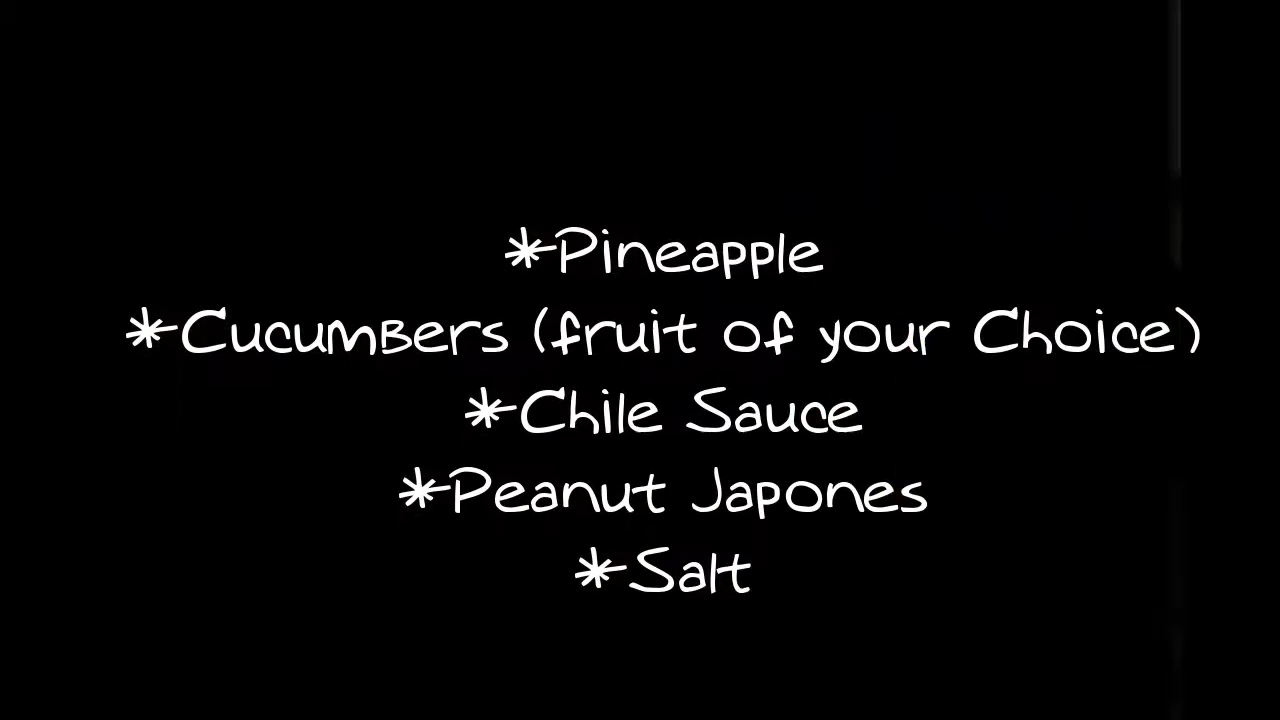 *Pineapple
*Cucumbers (fruit of your Choice)
*Chile Sauce
*Peanut Japones
*Salt